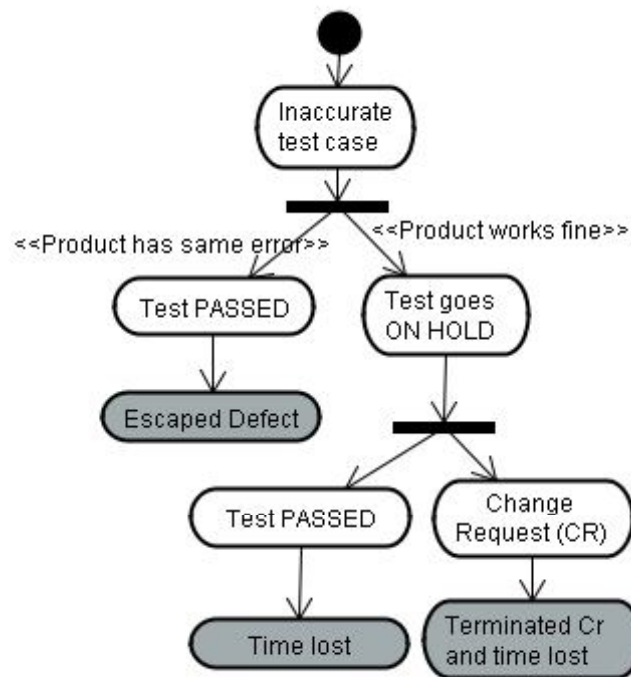 Inaccurate
test case
<<Product has same error>>
<<Product works fine>>
Test PASSED
Test goes
ON HOLD
Escaped Defect
Test PASSED
Change
Request (CR)
Time lost
Terminated Cr
and time lost